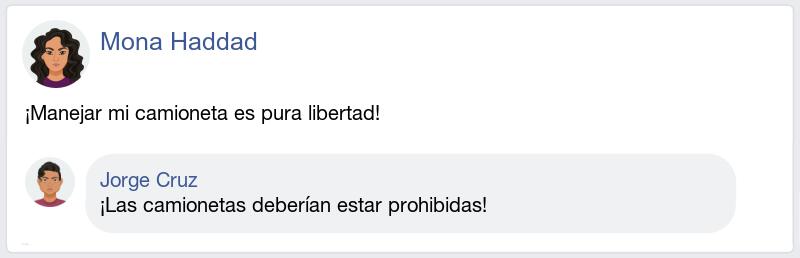 Mona Haddad
¡Manejar mi camioneta es pura libertad!
Jorge Cruz
¡Las camionetas deberían estar prohibidas!